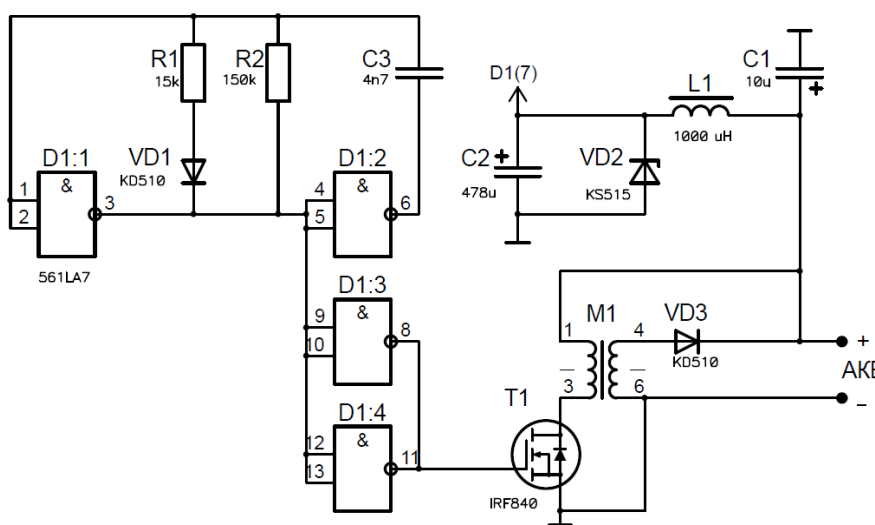 R1
15k
R2
150k
C3
4n7
D1(7)
L1
1000 uH
C1
10u
+
D1:1
&
1
2
3
561LA7
VD1
KD510
D1:2
&
4
5
6
C2
+
478u
VD2
KS515
D1:3
&
9
10
8
D1:4
&
12
13
11
T1
IRF840
M1
1
3
4
6
VD3
KD510
+
АКБ
−